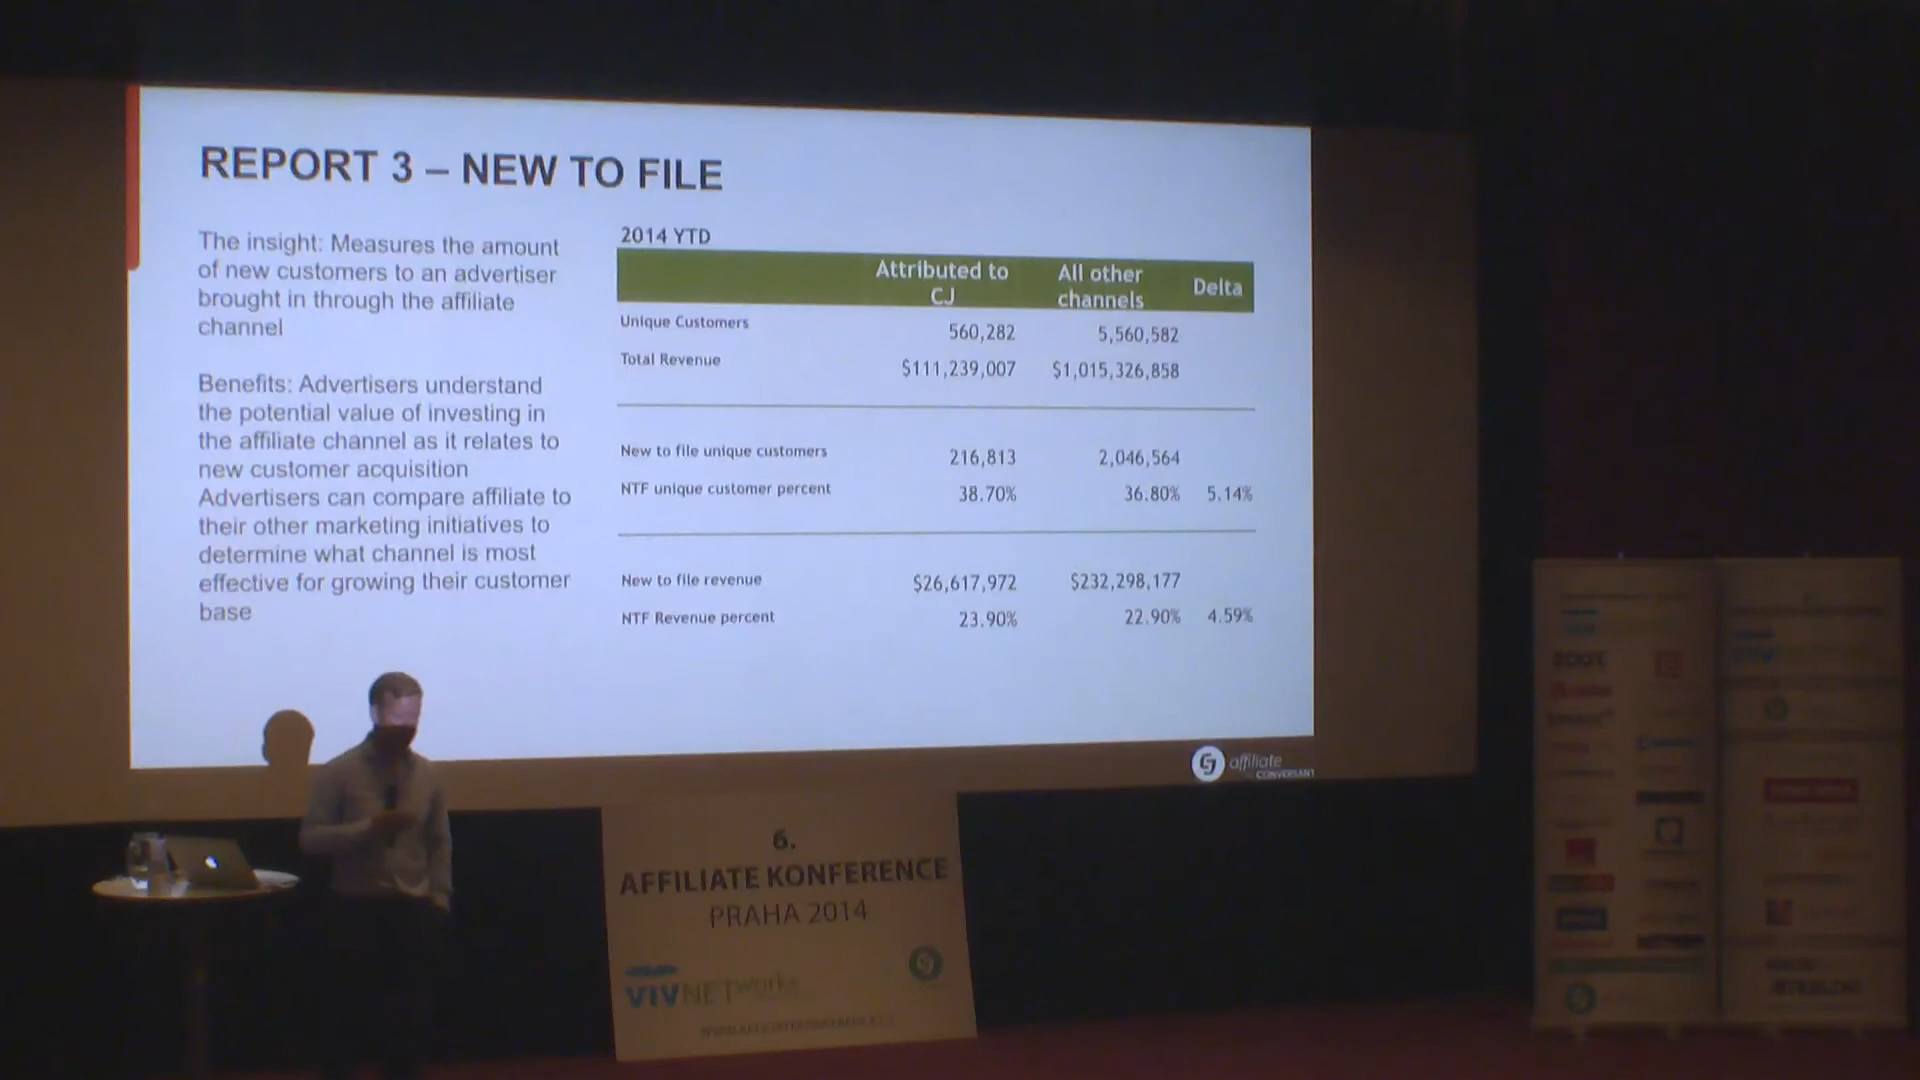 REPORT 3 – NEW TO FILE
The insight: Measures the amount
of new customers to an advertiser
brought in through the affiliate
channel
Benefits: Advertisers understand
the potential value of investing in
the affiliate channel as it relates to
new customer acquisition
Advertisers can compare affiliate to
their other marketing initiatives to
determine what channel is most
effective for growing their customer
base
2014 YTD
Attributed to CJ All other channels Delta
Unique Customers 560,282 5,560,582
Total Revenue $111,239,007 $1,015,326,858
New to file unique customers 216,813 2,046,564
NTF unique customer percent 38.70% 36.80% 5.14%
New to file revenue $26,617,972 $232,298,177
NTF Revenue percent 23.90% 22.90% 4.59%
affiliate
CONVERSANT
6.
AFFILIATE KONFERENCE
PRAHA 2014
VIVNETworks